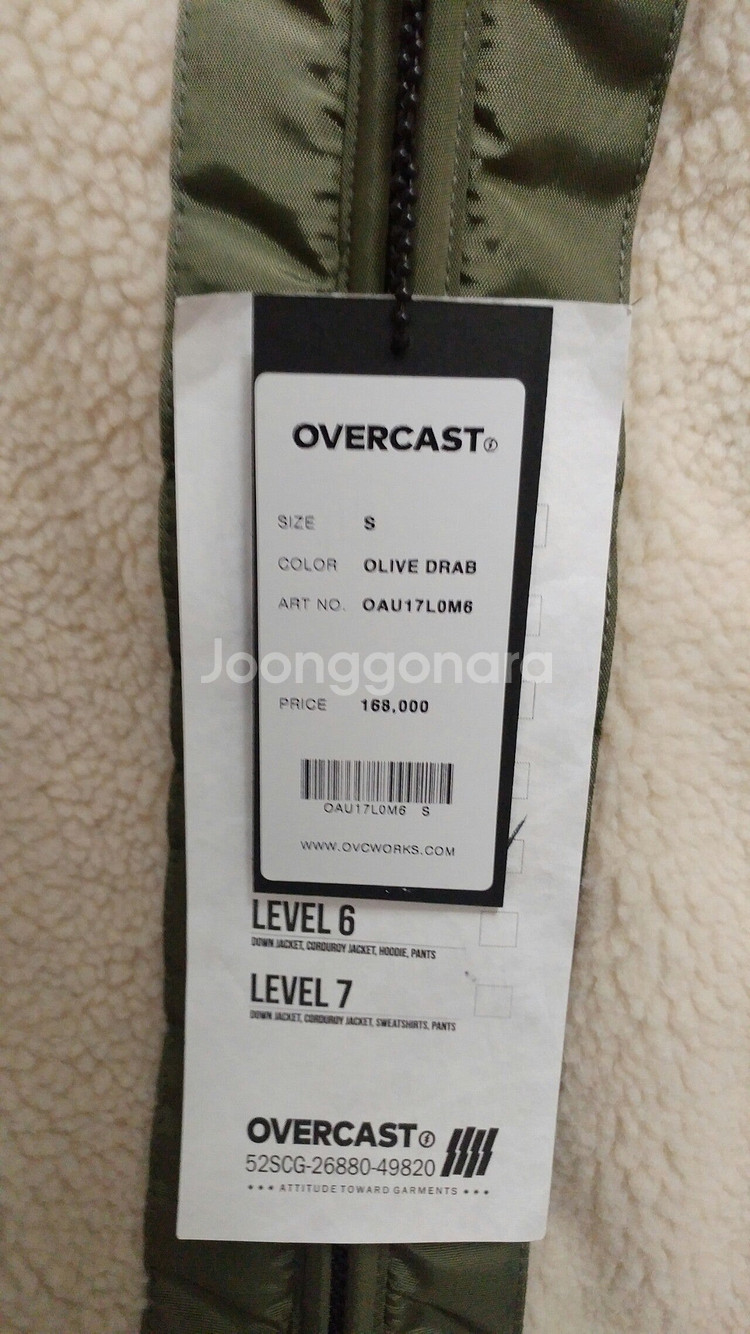 OVERCAST
SIZE S
COLOR OLIVE DRAB
ART NO. OAU17L0M6
Joonggonara
PRICE 168,000
OAU17L0M6 S
WWW.OVCWORKS.COM
LEVEL 6
DOWN JACKET, CORDUROY JACKET, HOODIE, PANTS
LEVEL 7
DOWN JACKET, CORDUROY JACKET, SWEATSHIRTS, PANTS
OVERCAST
52SCG-26880-49820
*** ATTITUDE TOWARD GARMENTS ***